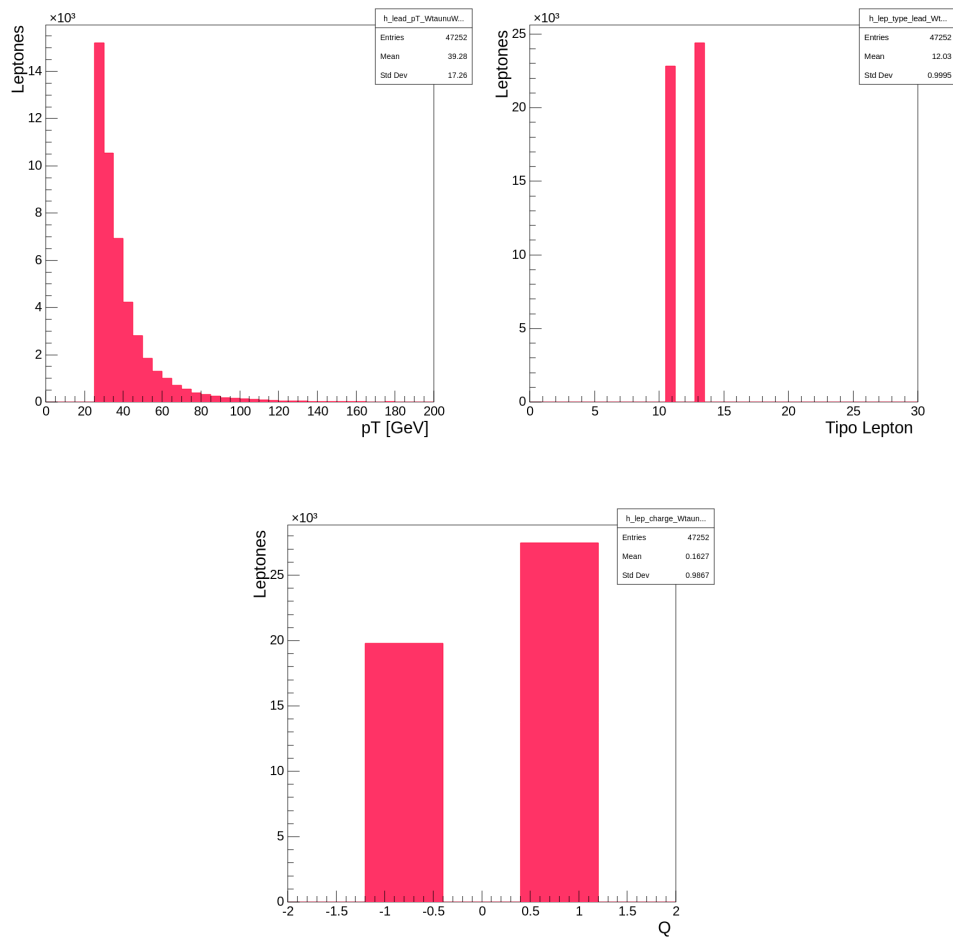 ×10³
Leptones
14
12
10
8
6
4
2
0
0 20 40 60 80 100 120 140 160 180 200
pT [GeV]
h_lead_pT_WtaunuW...
Entries 47252
Mean 39.28
Std Dev 17.26
×10³
Leptones
25
20
15
10
5
0
0 5 10 15 20 25 30
Tipo Lepton
h_lep_type_lead_Wt...
Entries 47252
Mean 12.03
Std Dev 0.9995
×10³
Leptones
25
20
15
10
5
0
-2 -1.5 -1 -0.5 0 0.5 1 1.5 2
Q
h_lep_charge_Wtaun...
Entries 47252
Mean 0.1627
Std Dev 0.9867